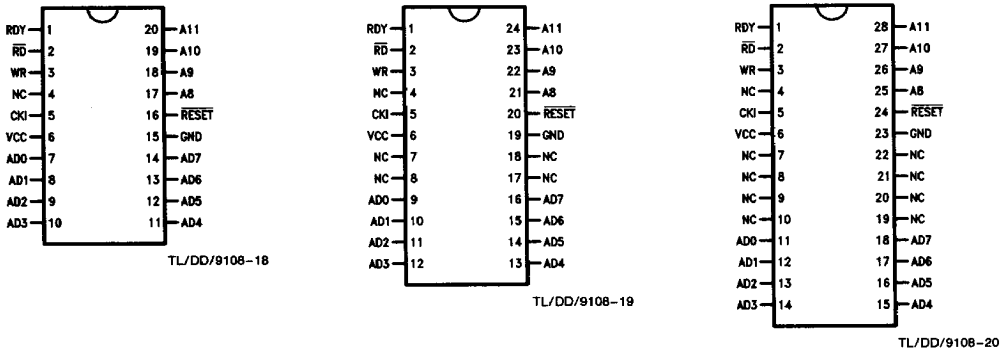 RDY 1 20 A11
RD 2 19 A10
WR 3 18 A9
NC 4 17 A8
CKI 5 16 RESET
VCC 6 15 GND
AD0 7 14 AD7
AD1 8 13 AD6
AD2 9 12 AD5
AD3 10 11 AD4
TL/DD/9108-18
RDY 1 24 A11
RD 2 23 A10
WR 3 22 A9
NC 4 21 A8
CKI 5 20 RESET
VCC 6 19 GND
NC 7 18 NC
NC 8 17 NC
AD0 9 16 AD7
AD1 10 15 AD6
AD2 11 14 AD5
AD3 12 13 AD4
TL/DD/9108-19
RDY 1 28 A11
RD 2 27 A10
WR 3 26 A9
NC 4 25 A8
CKI 5 24 RESET
VCC 6 23 GND
NC 7 22 NC
NC 8 21 NC
NC 9 20 NC
NC 10 19 NC
AD0 11 18 AD7
AD1 12 17 AD6
AD2 13 16 AD5
AD3 14 15 AD4
TL/DD/9108-20